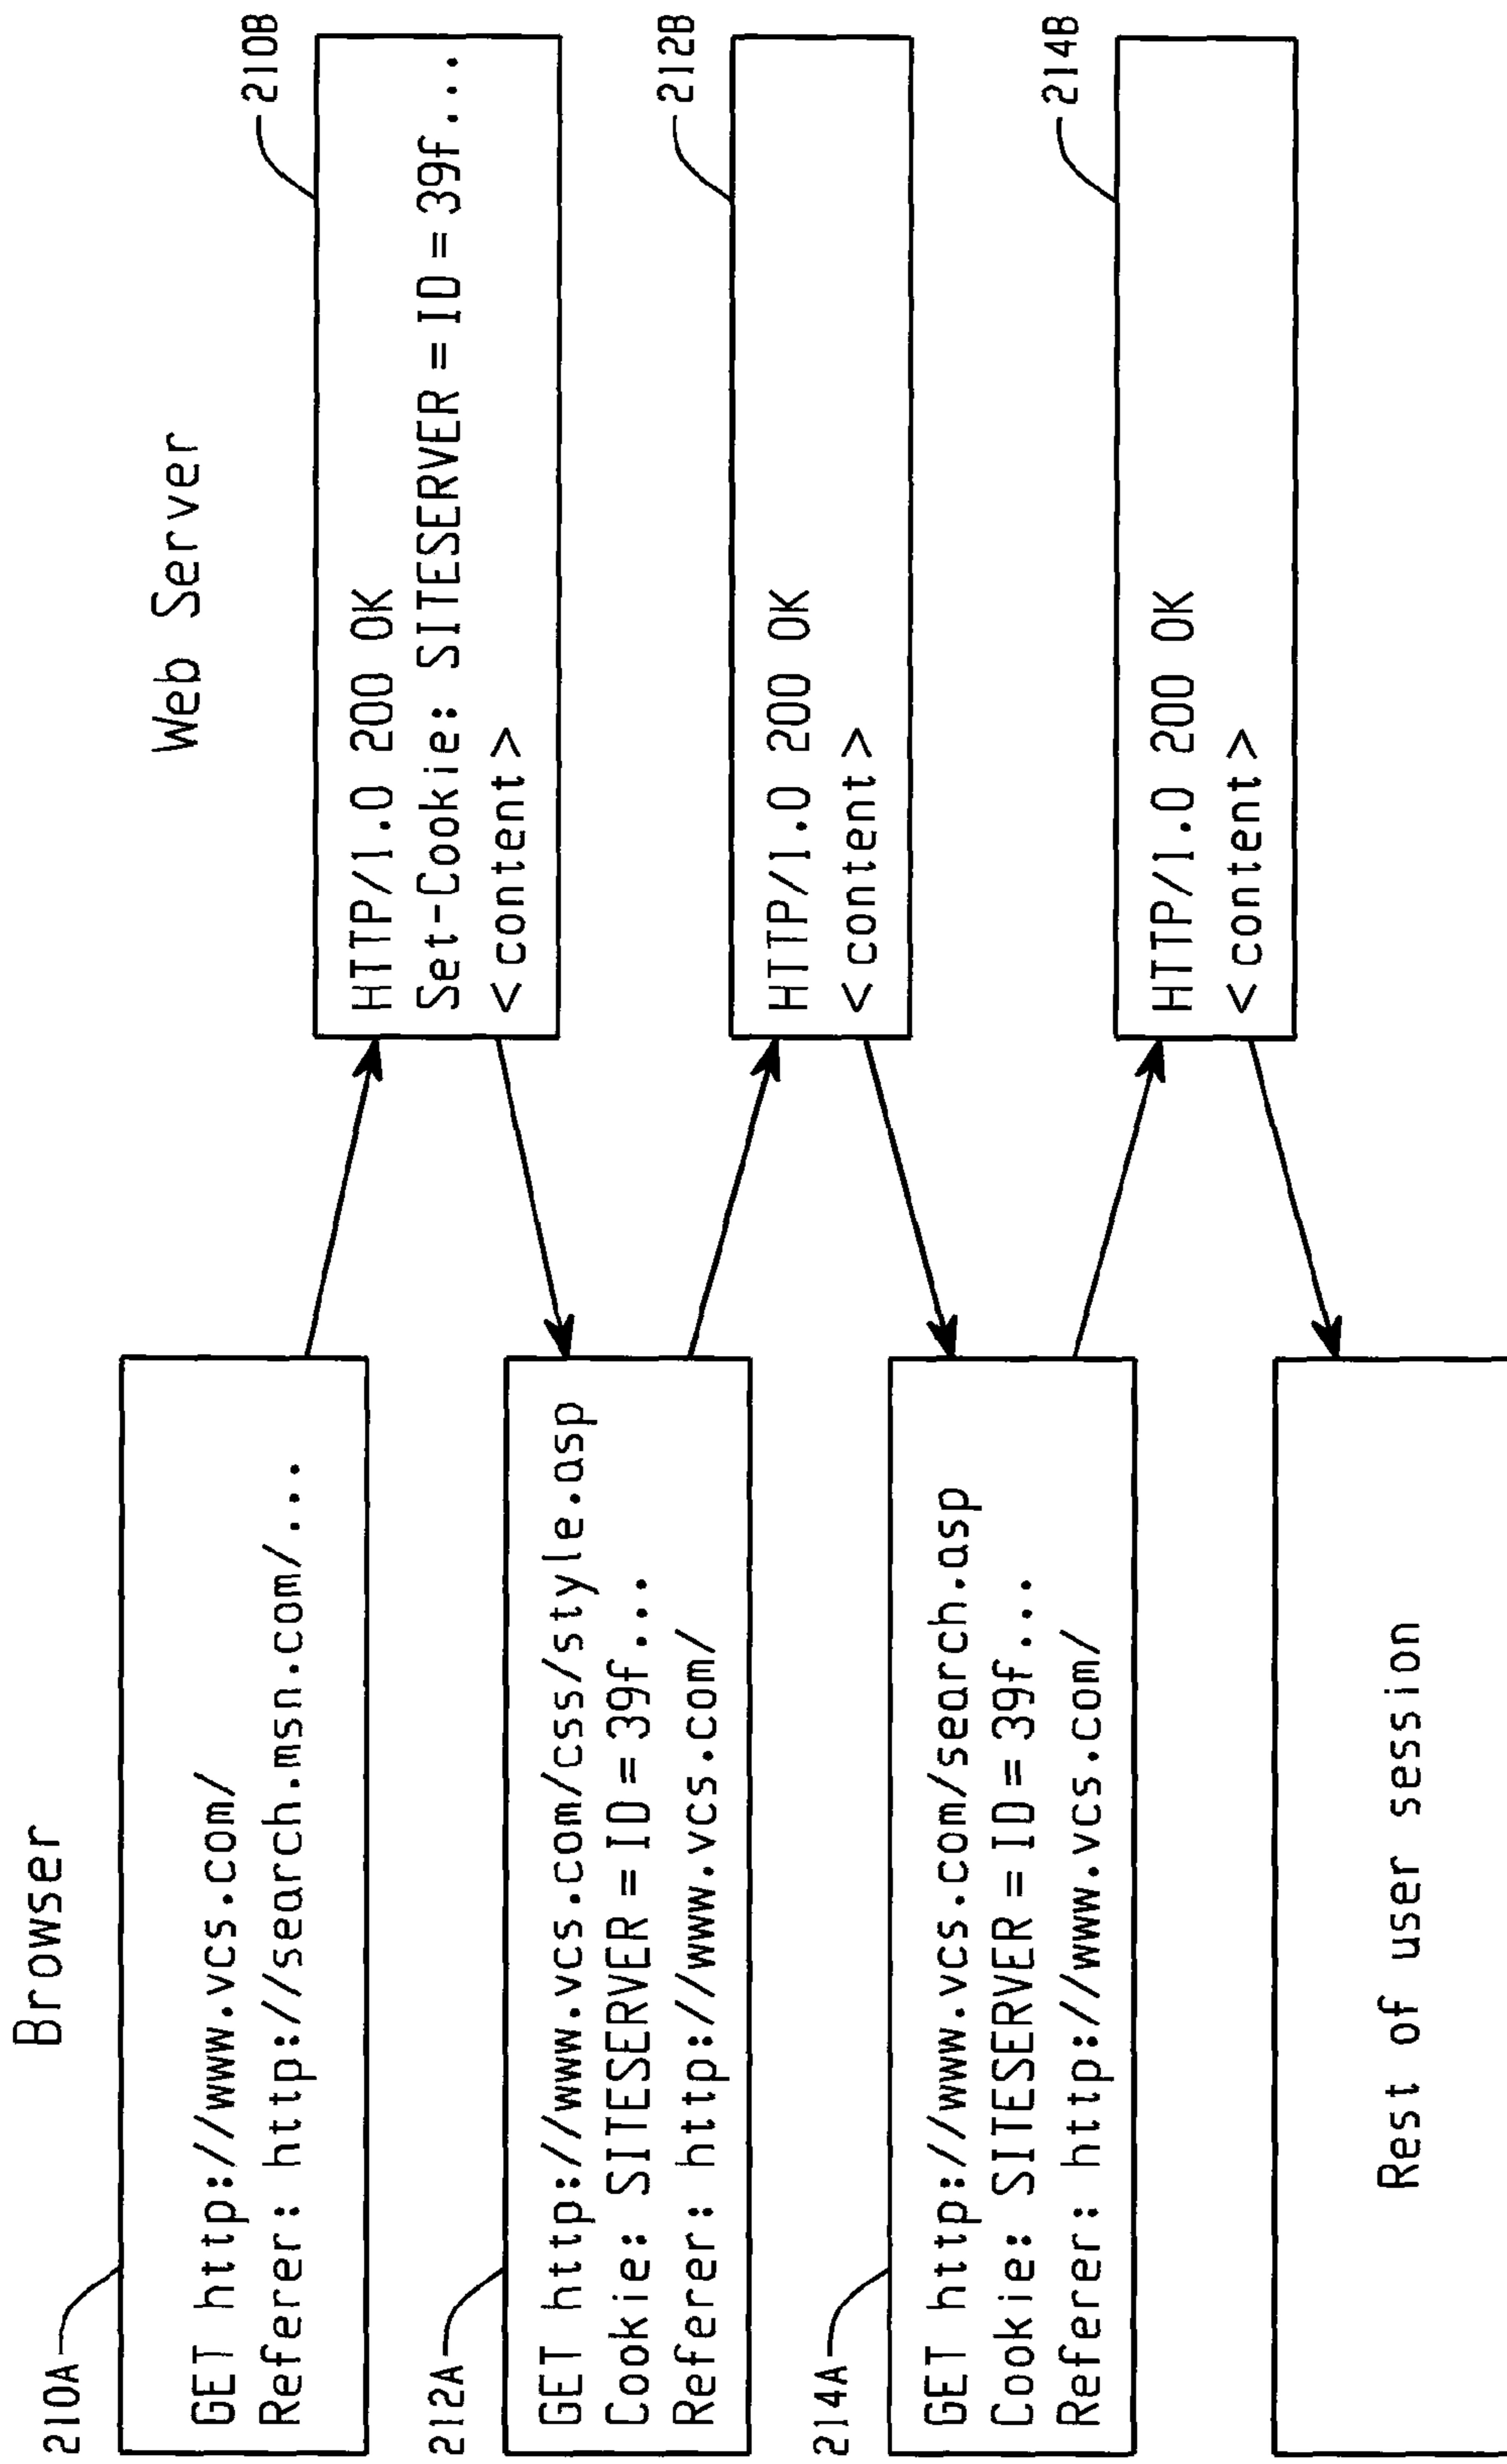 Browser
Web Server
210A
GET http://www.vcs.com/
Referer: http://search.msn.com/...
210B
HTTP/1.0 200 OK
Set-Cookie: SITESERVER=ID=39f...
<content>
212A
GET http://www.vcs.com/css/style.asp
Cookie: SITESERVER=ID=39f...
Referer: http://www.vcs.com/
212B
HTTP/1.0 200 OK
<content>
214A
GET http://www.vcs.com/search.asp
Cookie: SITESERVER=ID=39f...
Referer: http://www.vcs.com/
214B
HTTP/1.0 200 OK
<content>
Rest of user session